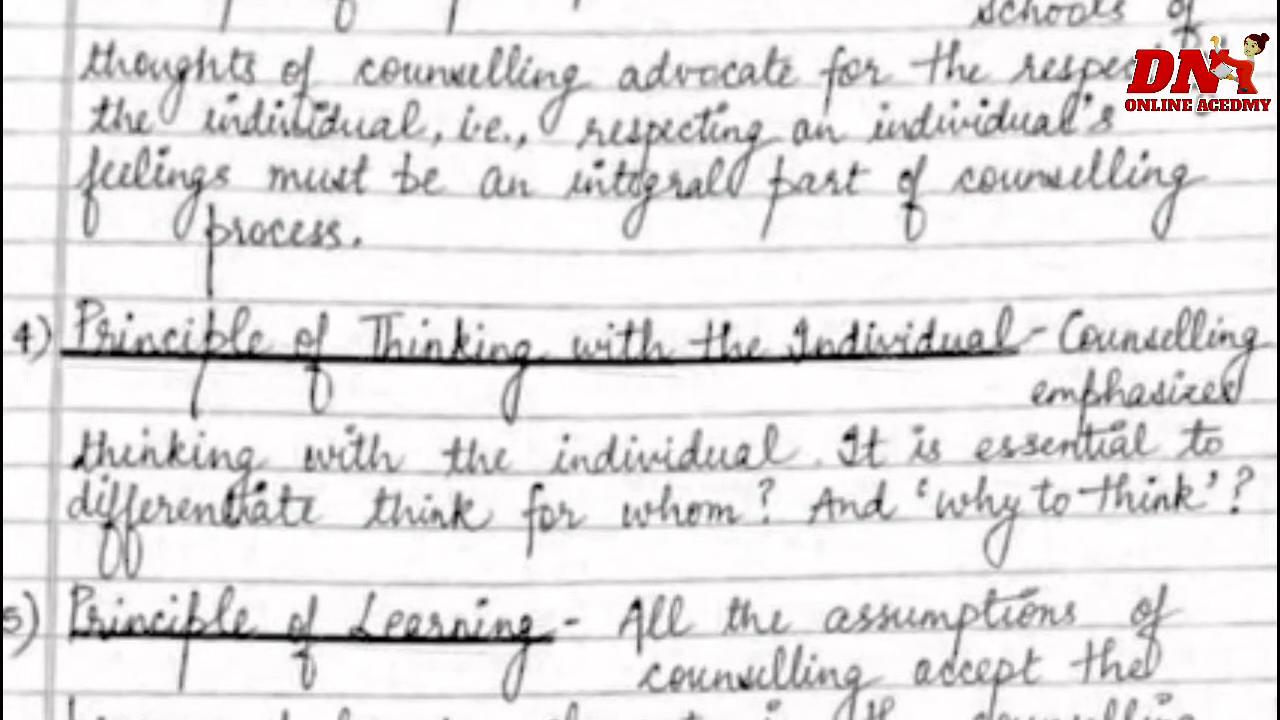 schools of
thoughts of counselling advocate for the
the individual, i.e., respecting an individual's
feelings must be an integral part of counselling
process.
4) Principle of Thinking with the Individual - Counselling
emphasizes
thinking with the individual. It is essential to
differentiate think for whom? And 'why to think'?
5) Principle of Learning - All the assumptions of
counselling accept the
counselling
DN
ONLINE ACEDMY